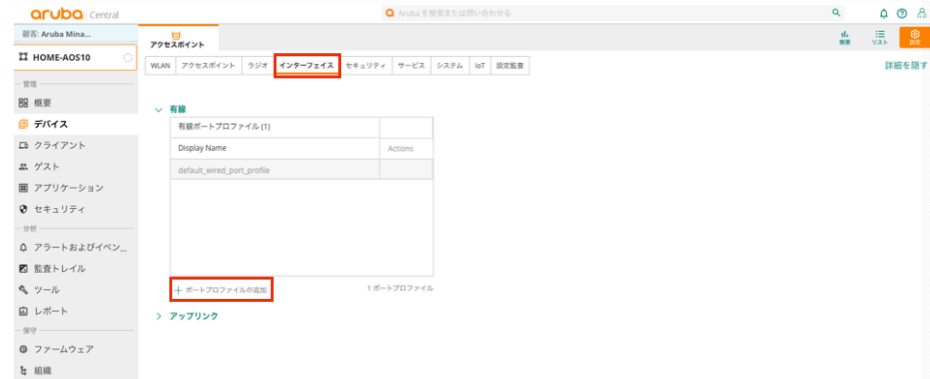 aruba Central
Aruba を検索または問い合わせる
顧客: Aruba Mina...
HOME-AOS10
管理
概要
デバイス
クライアント
ゲスト
アプリケーション
セキュリティ
分析
アラートおよびイベン...
監査トレイル
ツール
レポート
保守
ファームウェア
組織
アクセスポイント
概要
リスト
設定
WLAN アクセスポイント ラジオ インターフェイス セキュリティ サービス システム IoT 設定監査
詳細を隠す
有線
有線ポートプロファイル (1)
Display Name Actions
default_wired_port_profile
+ ポートプロファイルの追加
1 ポートプロファイル
アップリンク